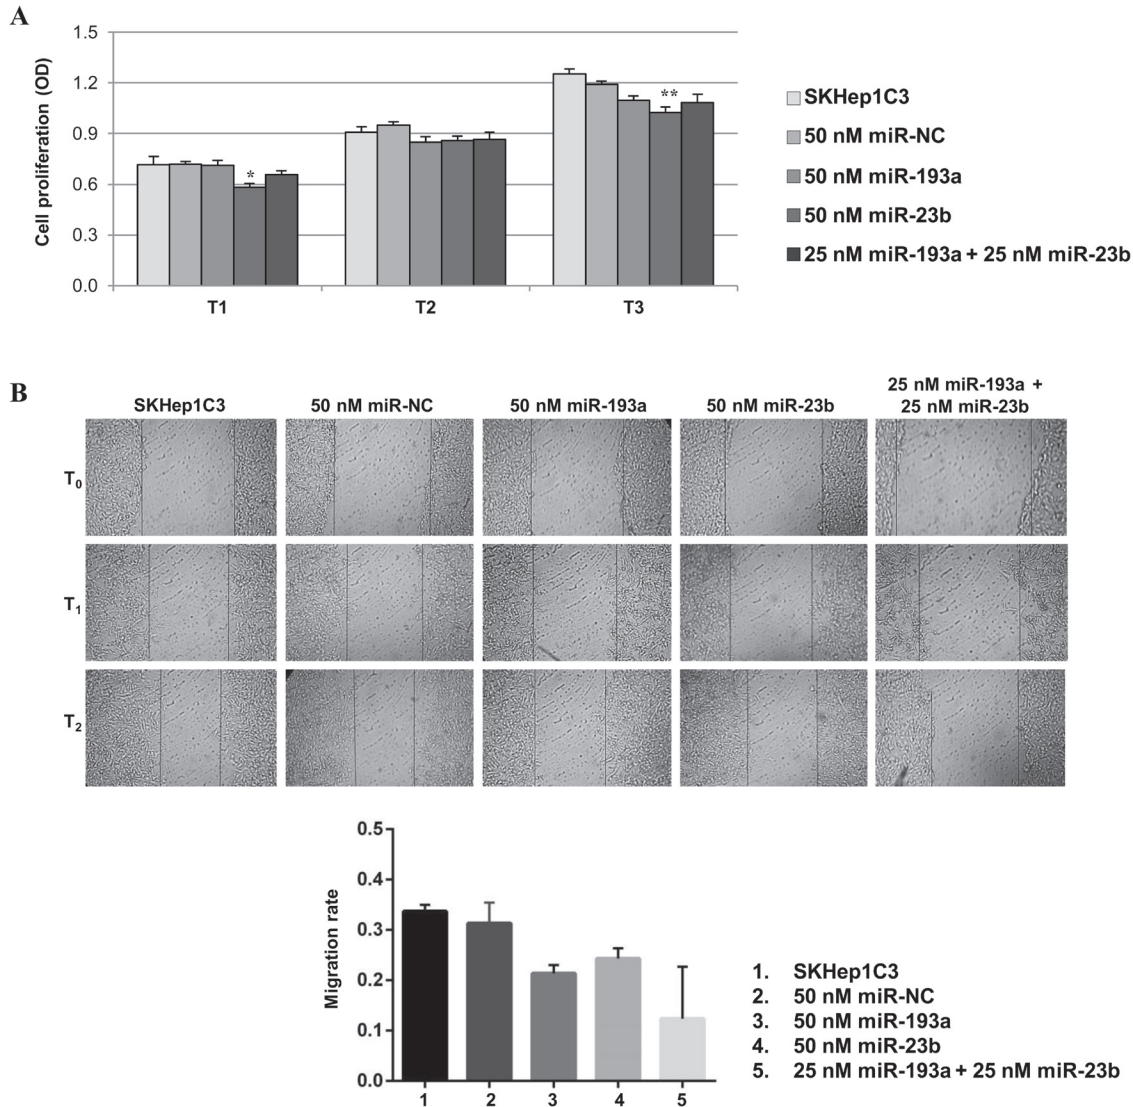 A
1.5
1.2
0.9
0.6
0.3
0.0
Cell proliferation (OD)
*
**
T1
T2
T3
SKHep1C3
50 nM miR-NC
50 nM miR-193a
50 nM miR-23b
25 nM miR-193a + 25 nM miR-23b
B
SKHep1C3
50 nM miR-NC
50 nM miR-193a
50 nM miR-23b
25 nM miR-193a +
25 nM miR-23b
T0
T1
T2
0.5
0.4
0.3
0.2
0.1
0.0
Migration rate
1
2
3
4
5
1. SKHep1C3
2. 50 nM miR-NC
3. 50 nM miR-193a
4. 50 nM miR-23b
5. 25 nM miR-193a + 25 nM miR-23b